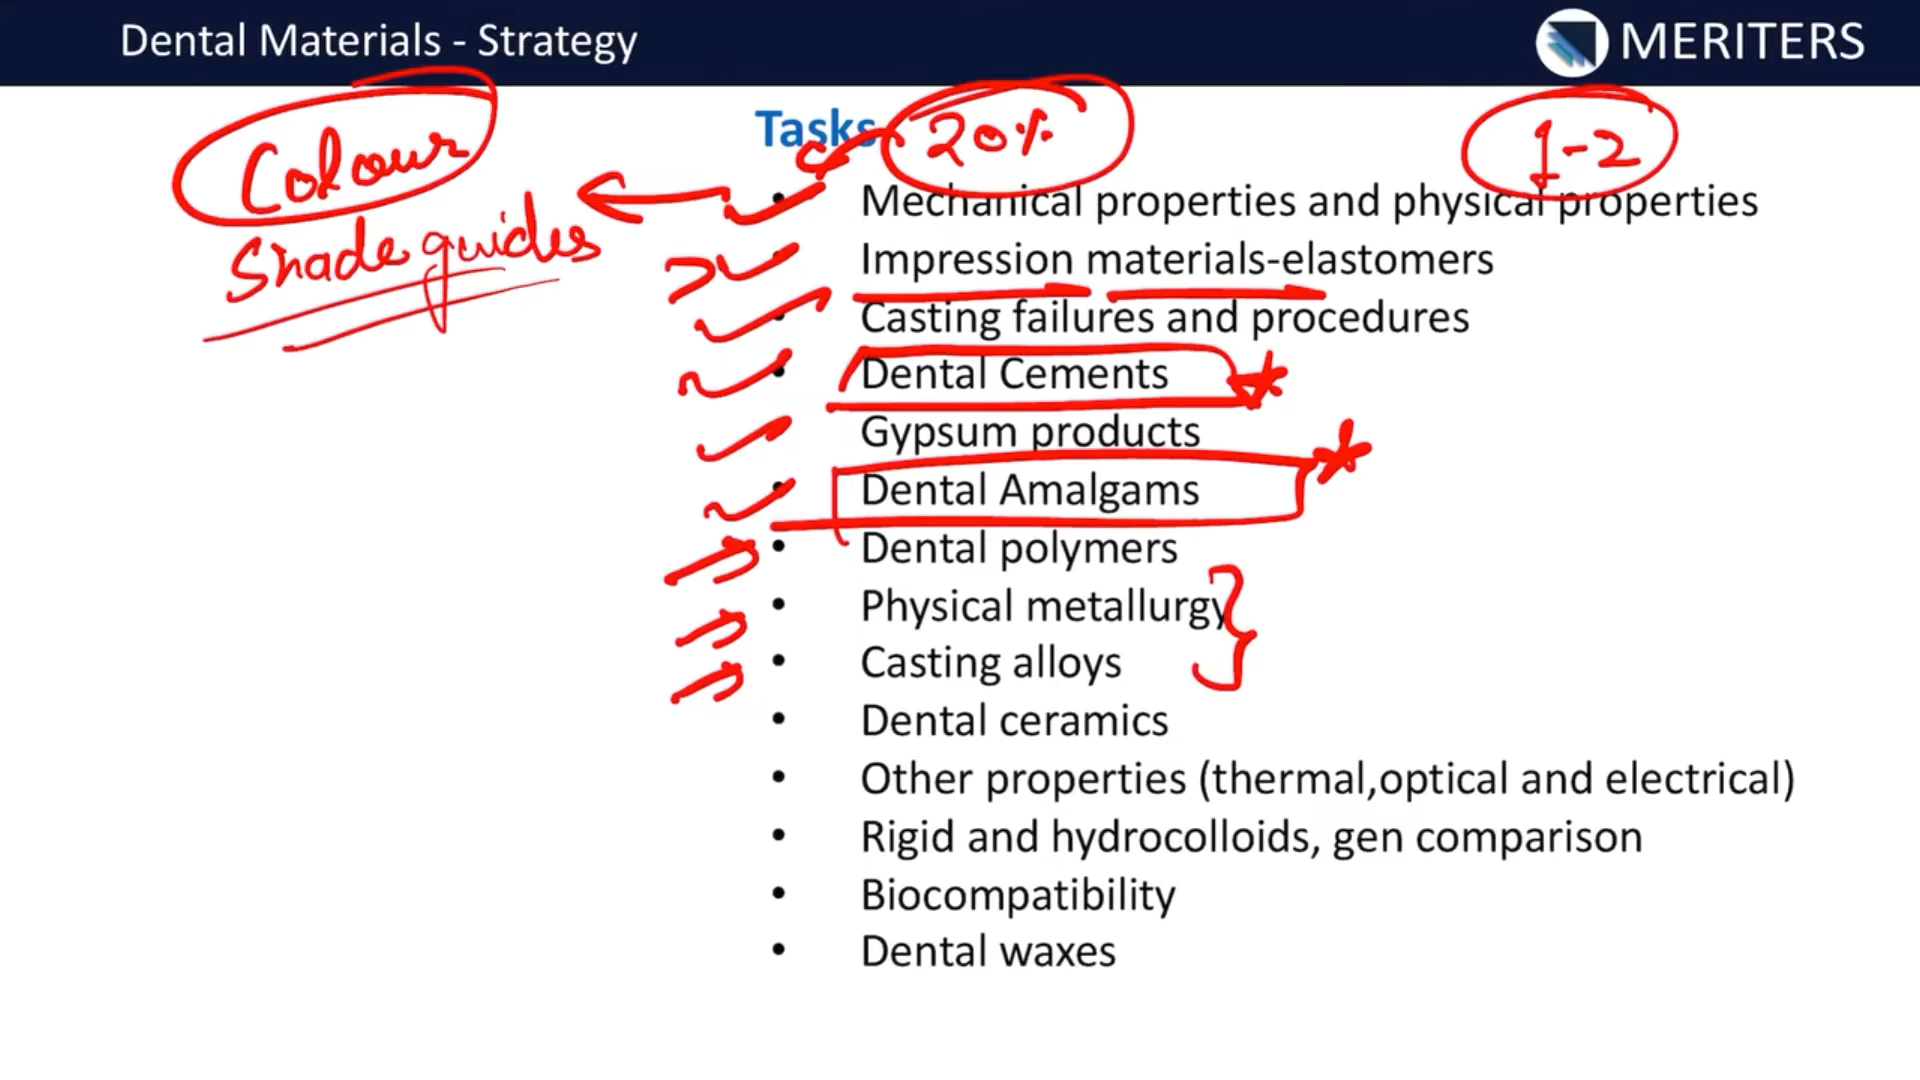 Dental Materials - Strategy
MERITERS
Colour
Shade guides
Tasks
20%
1-2
• Mechanical properties and physical properties
Impression materials-elastomers
Casting failures and procedures
Dental Cements
Gypsum products
Dental Amalgams
• Dental polymers
• Physical metallurgy
• Casting alloys
• Dental ceramics
• Other properties (thermal,optical and electrical)
• Rigid and hydrocolloids, gen comparison
• Biocompatibility
• Dental waxes